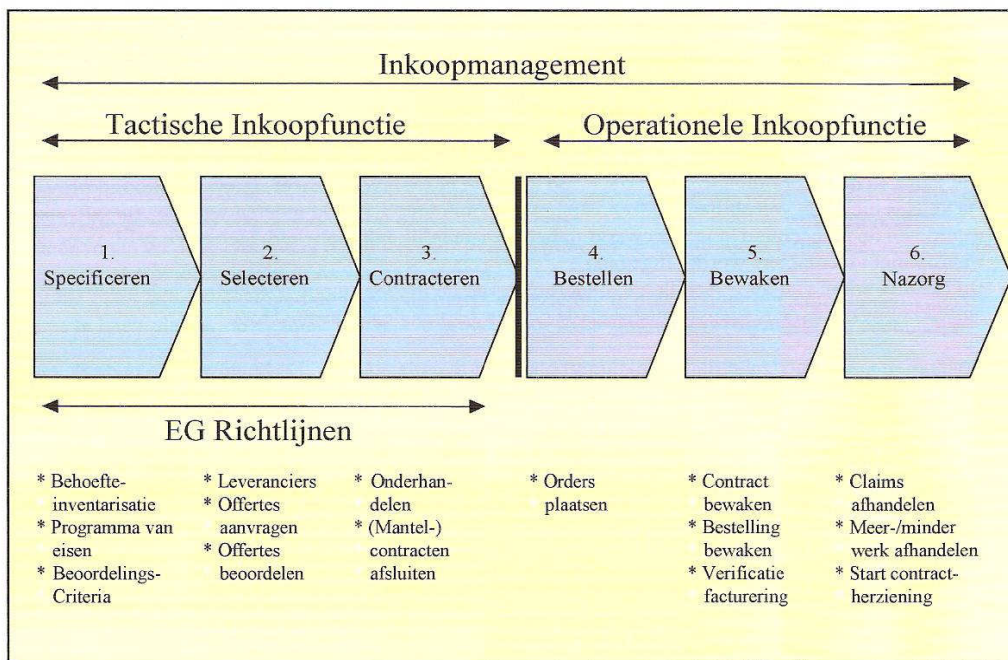 Inkoopmanagement
Tactische Inkoopfunctie
Operationele Inkoopfunctie
1.
Specificeren
2.
Selecteren
3.
Contracteren
4.
Bestellen
5.
Bewaken
6.
Nazorg
EG Richtlijnen
* Behoefte-
inventarisatie
* Programma van
eisen
* Beoordelings-
Criteria
* Leveranciers
* Offertes
aanvragen
* Offertes
beoordelen
* Onderhan-
delen
* (Mantel-)
contracten
afsluiten
* Orders
plaatsen
* Contract
bewaken
* Bestelling
bewaken
* Verificatie
facturering
* Claims
afhandelen
* Meer-/minder
werk afhandelen
* Start contract-
herziening